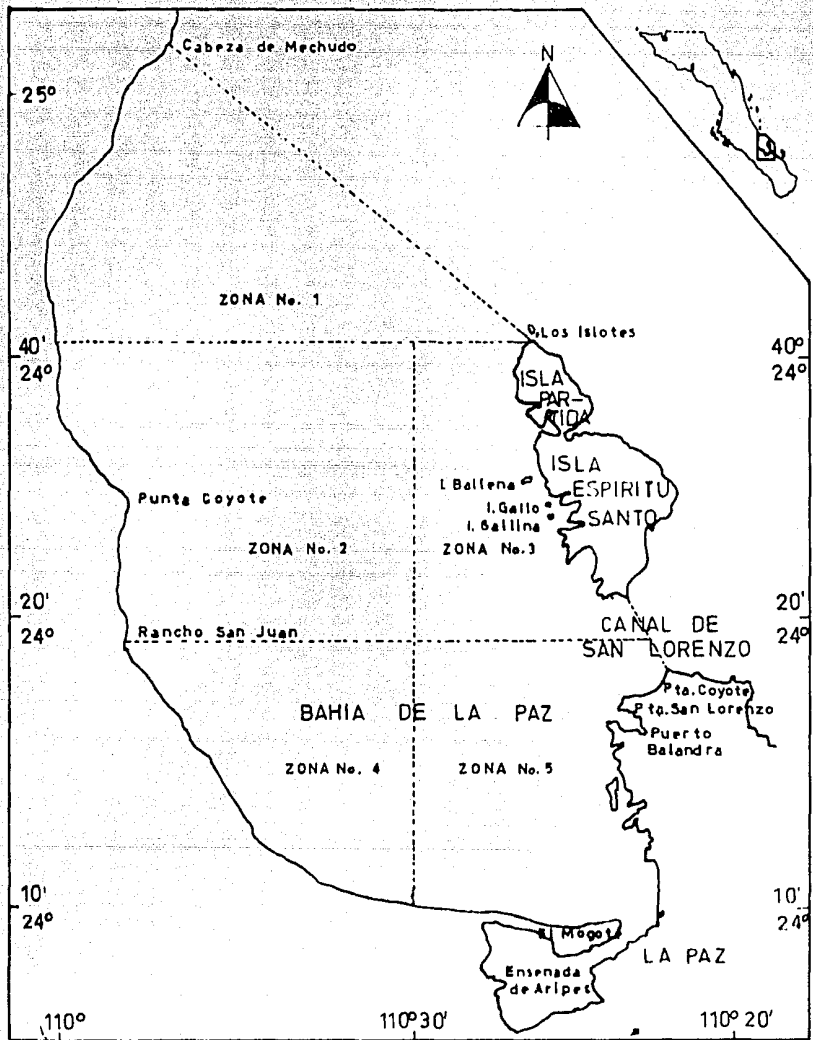 Cabeza de Mechudo
N
25°
ZONA No. 1
Los Islotes
40'
24°
40°
24°
ISLA
PAR-
TIDA
ISLA
ESPIRITU
SANTO
I. Ballena
I. Gallo
I. Gallina
Punta Coyote
ZONA No. 2
ZONA No. 3
20'
24°
20'
24°
Rancho San Juan
CANAL DE
SAN LORENZO
Pta. Coyote
Pta. San Lorenzo
Puerto
Balandra
BAHIA DE LA PAZ
ZONA No. 4
ZONA No. 5
10'
24°
10'
24°
Mogote
LA PAZ
Ensenada
de Aripes
110°
110° 30'
110° 20'